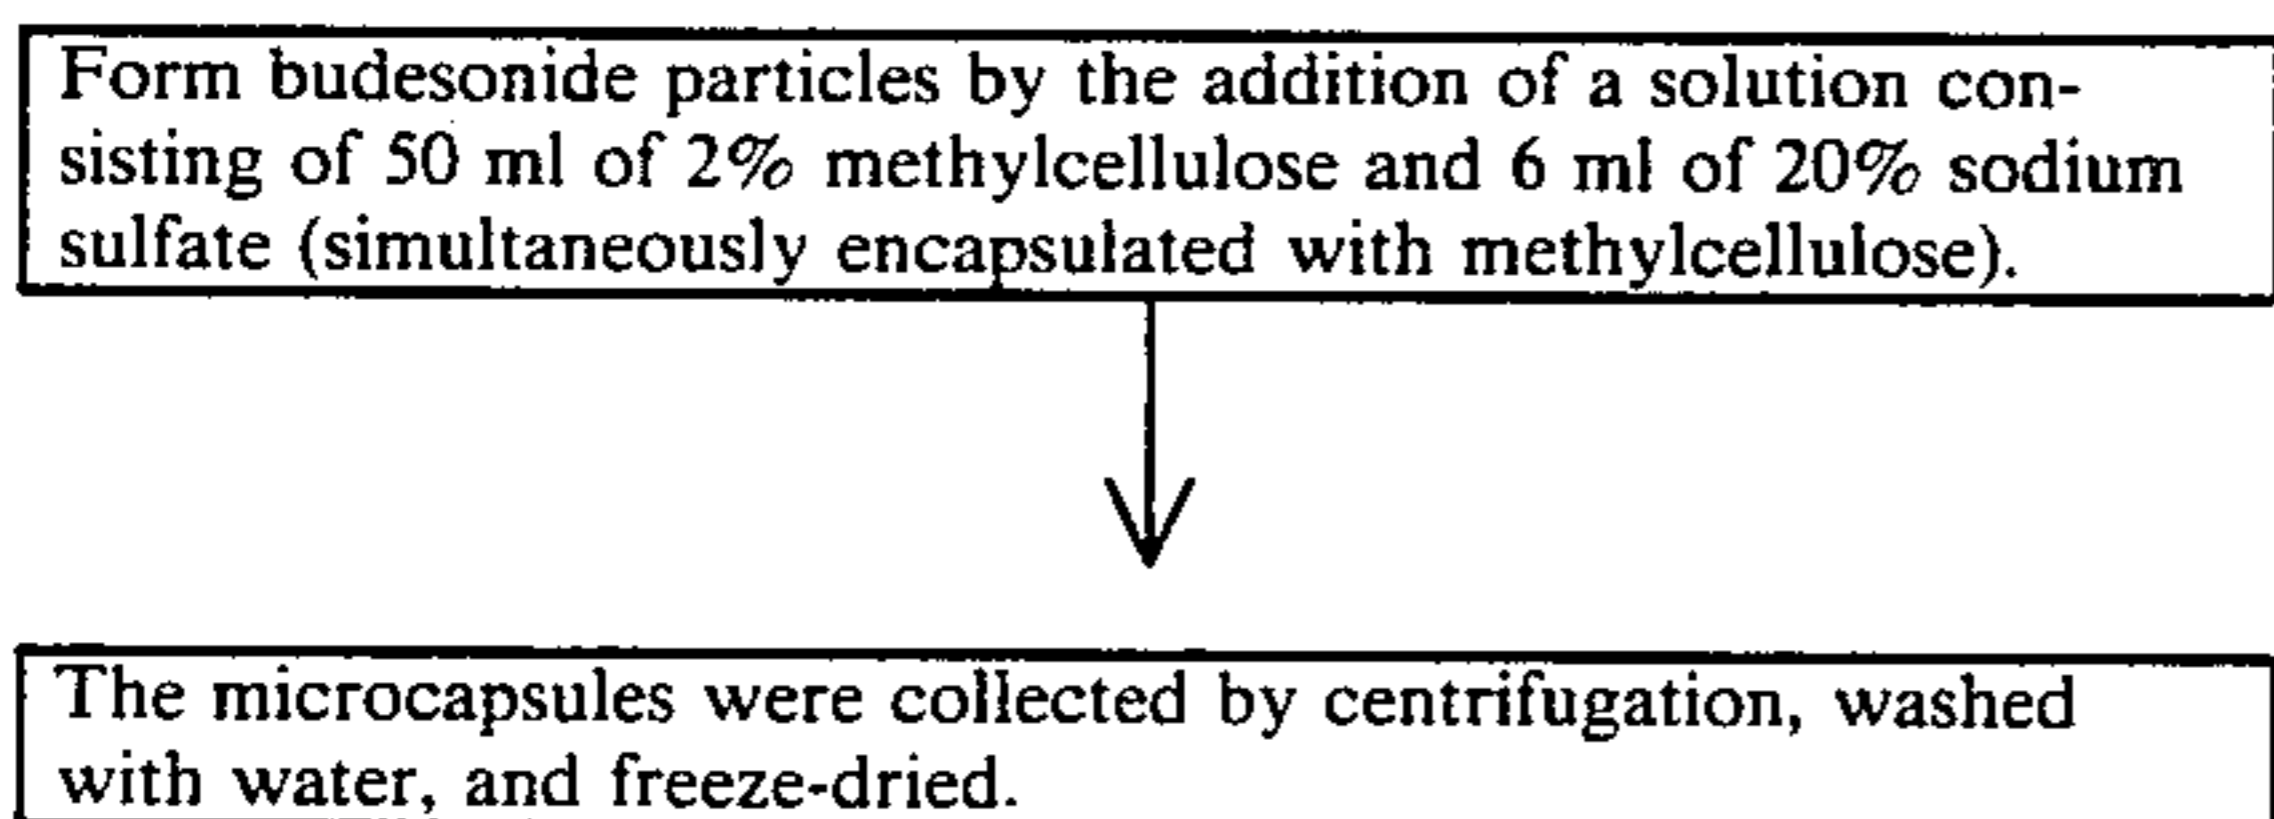 Form budesonide particles by the addition of a solution con-
sisting of 50 ml of 2% methylcellulose and 6 ml of 20% sodium
sulfate (simultaneously encapsulated with methylcellulose).
The microcapsules were collected by centrifugation, washed
with water, and freeze-dried.